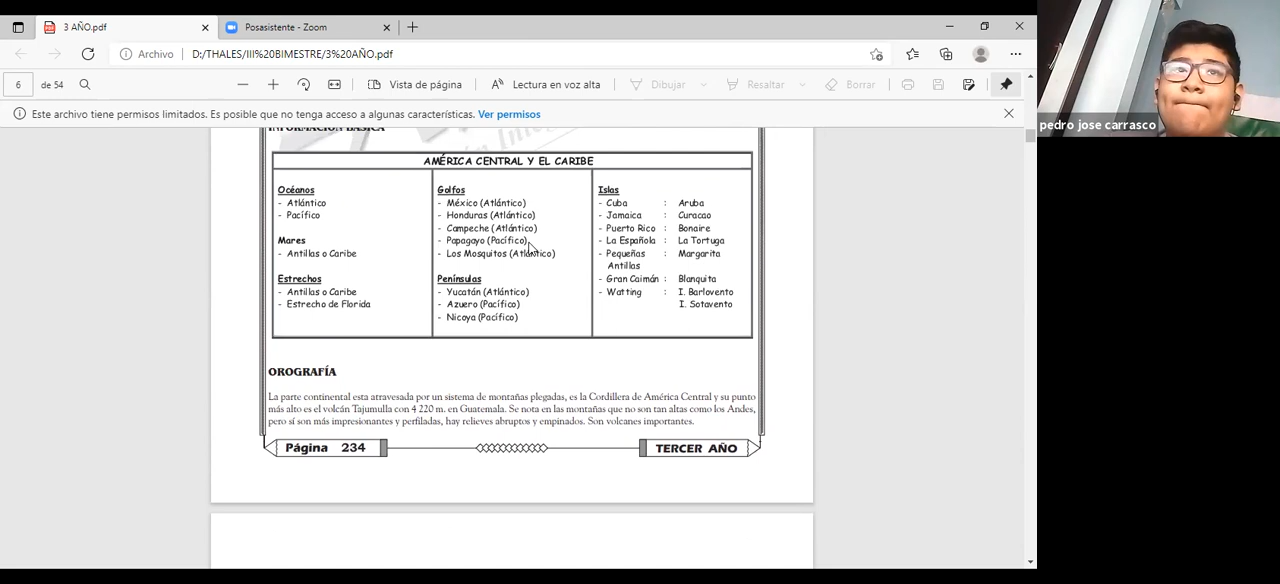 3 AÑO.pdf
Posasistente - Zoom
Archivo
D:/THALES/III%20BIMESTRE/3%20AÑO.pdf
6 de 54
Vista de página
Lectura en voz alta
Dibujar
Resaltar
Borrar
Este archivo tiene permisos limitados. Es posible que no tenga acceso a algunas características. Ver permisos
pedro jose carrasco
INFORMACIÓN BÁSICA
AMÉRICA CENTRAL Y EL CARIBE
Océanos
- Atlántico
- Pacífico
Mares
- Antillas o Caribe
Estrechos
- Antillas o Caribe
- Estrecho de Florida
Golfos
- México (Atlántico)
- Honduras (Atlántico)
- Campeche (Atlántico)
- Papagayo (Pacífico)
- Los Mosquitos (Atlántico)
Penínsulas
- Yucatán (Atlántico)
- Azuero (Pacífico)
- Nicoya (Pacífico)
Islas
- Cuba : Aruba
- Jamaica : Curacao
- Puerto Rico : Bonaire
- La Española : La Tortuga
- Pequeñas : Margarita
Antillas
- Gran Caimán : Blanquita
- Watting : I. Barlovento
I. Sotavento
OROGRAFÍA
La parte continental esta atravesada por un sistema de montañas plegadas, es la Cordillera de América Central y su punto
más alto es el volcán Tajumulla con 4 220 m. en Guatemala. Se nota en las montañas que no son tan altas como los Andes,
pero sí son más impresionantes y perfiladas, hay relieves abruptos y empinados. Son volcanes importantes.
Página 234
TERCER AÑO